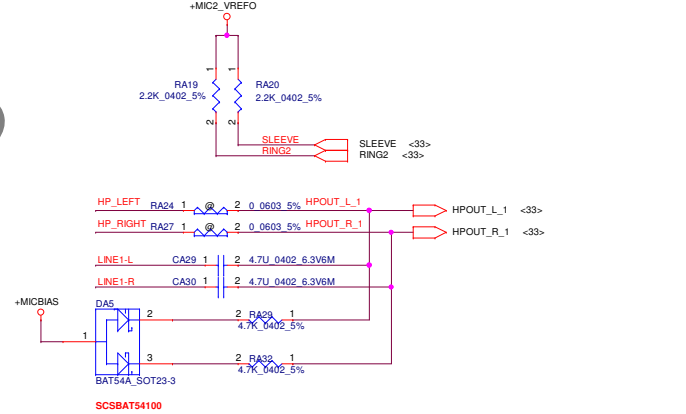 +MIC2_VREFO
1 1
RA19 RA20
2.2K_0402_5% 2.2K_0402_5%
2 2
SLEEVE SLEEVE <33>
RING2 RING2 <33>
HP_LEFT RA24 1 @ 2 0_0603_5% HPOUT_L_1 HPOUT_L_1 <33>
HP_RIGHT RA27 1 @ 2 0_0603_5% HPOUT_R_1 HPOUT_R_1 <33>
LINE1-L CA29 1 2 4.7U_0402_6.3V6M
LINE1-R CA30 1 2 4.7U_0402_6.3V6M
+MICBIAS DA5
2 2 RA29 1
4.7K_0402_5%
1
3 2 RA32 1
4.7K_0402_5%
BAT54A_SOT23-3
SCSBAT54100